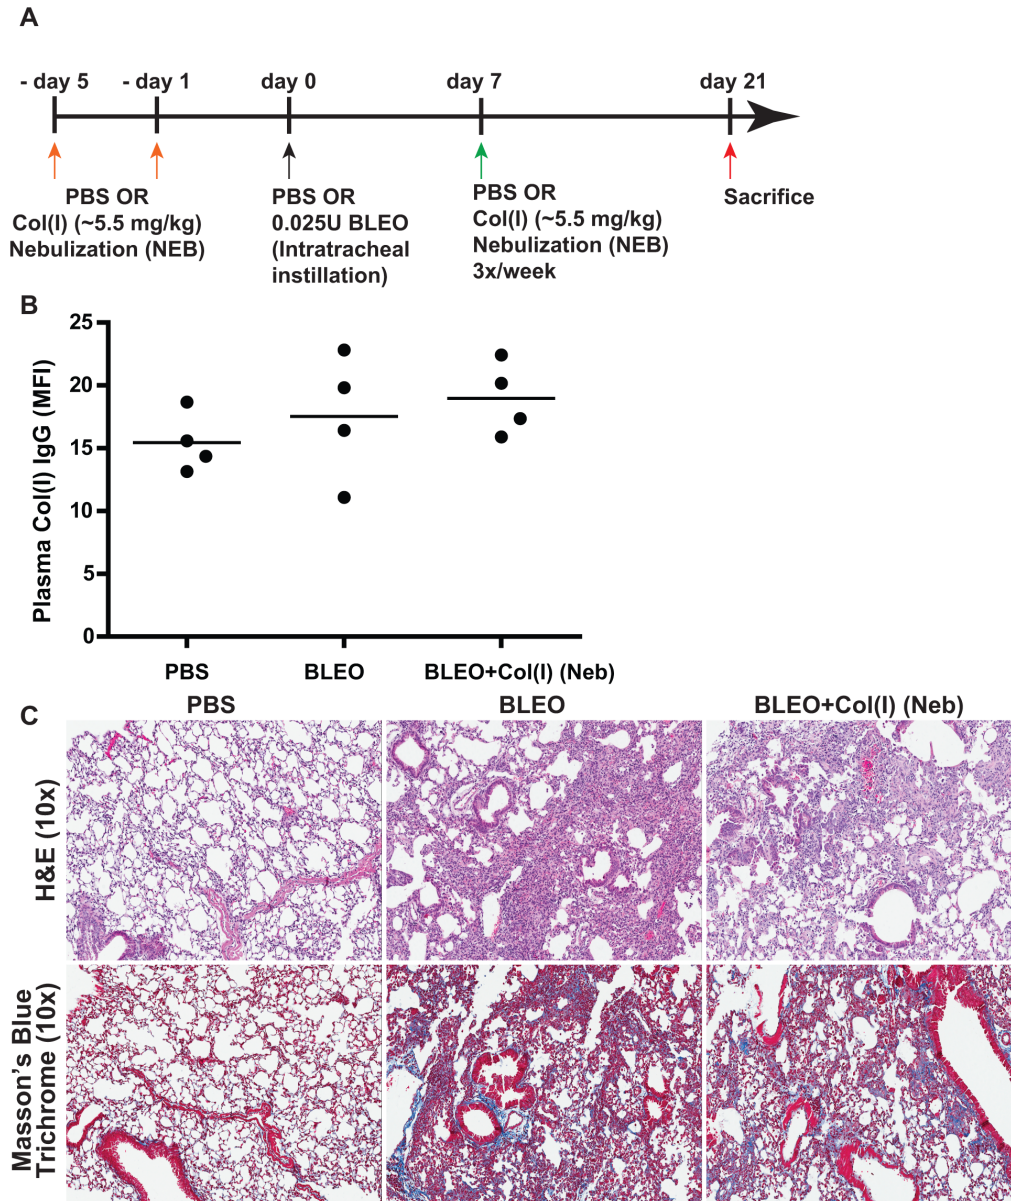 A
- day 5
- day 1
day 0
day 7
day 21
PBS OR
Col(I) (~5.5 mg/kg)
Nebulization (NEB)
PBS OR
0.025U BLEO
(Intratracheal
instillation)
PBS OR
Col(I) (~5.5 mg/kg)
Nebulization (NEB)
3x/week
Sacrifice
B
Plasma Col(I) IgG (MFI)
25
20
15
10
5
0
PBS
BLEO
BLEO+Col(I) (Neb)
C
PBS
BLEO
BLEO+Col(I) (Neb)
H&E (10x)
Masson's Blue
Trichrome (10x)